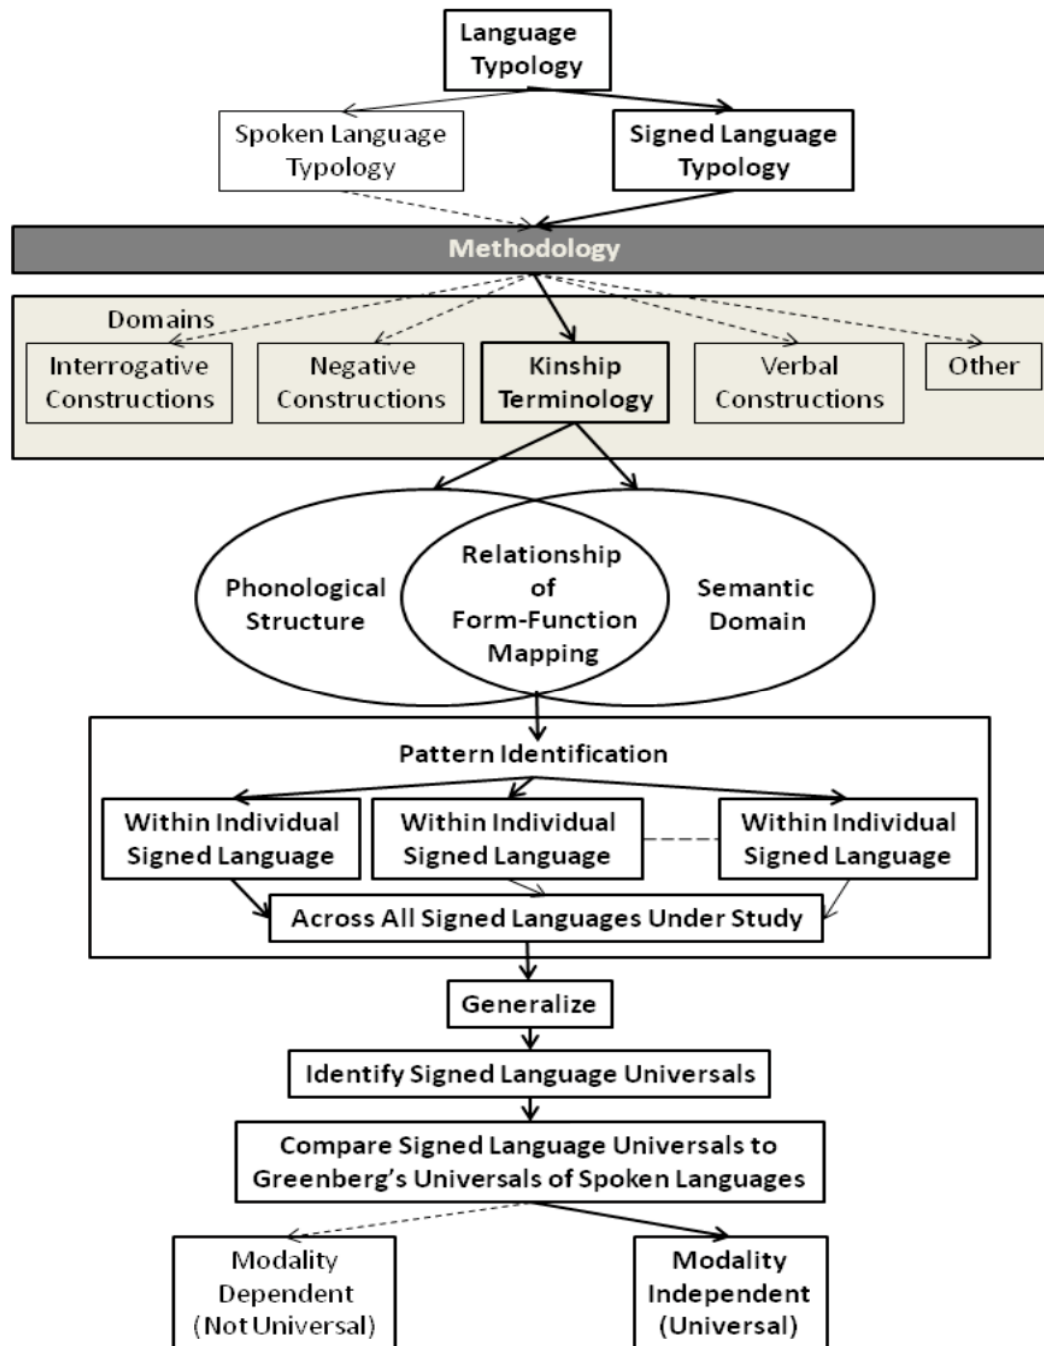 Language
Typology
Spoken Language
Typology
Signed Language
Typology
Methodology
Domains
Interrogative
Constructions
Negative
Constructions
Kinship
Terminology
Verbal
Constructions
Other
Phonological
Structure
Relationship
of
Form-Function
Mapping
Semantic
Domain
Pattern Identification
Within Individual
Signed Language
Within Individual
Signed Language
Within Individual
Signed Language
Across All Signed Languages Under Study
Generalize
Identify Signed Language Universals
Compare Signed Language Universals to
Greenberg's Universals of Spoken Languages
Modality
Dependent
(Not Universal)
Modality
Independent
(Universal)